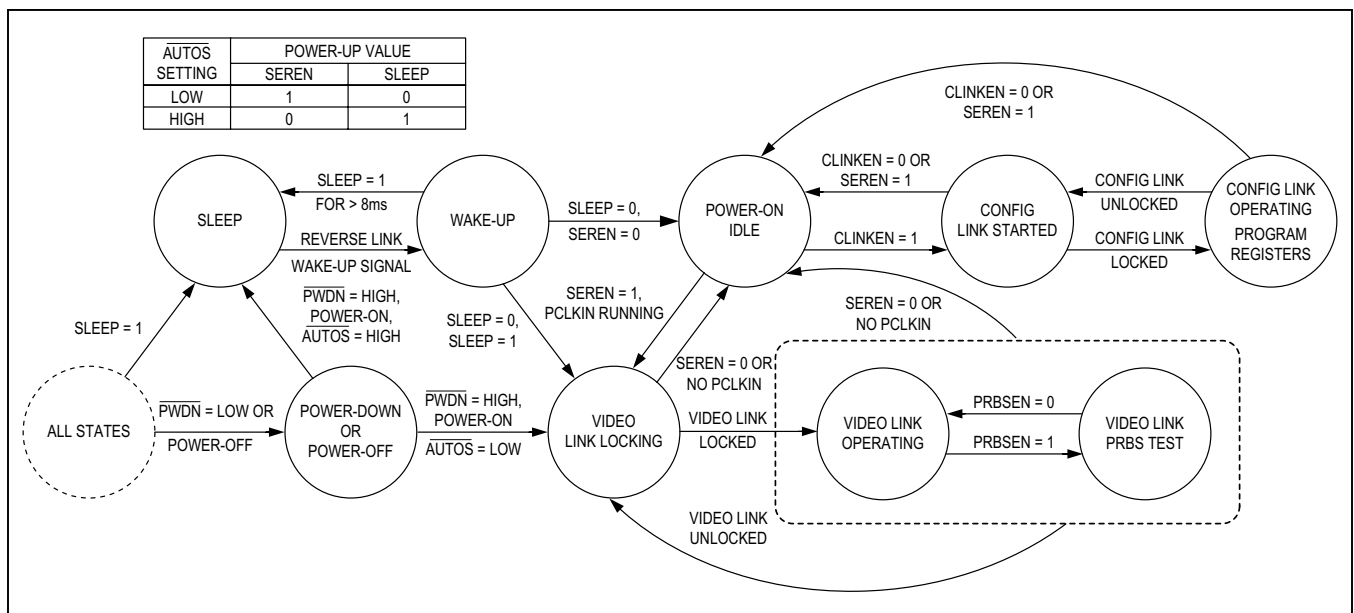 AUTOS SETTING POWER-UP VALUE
SEREN SLEEP
LOW 1 0
HIGH 0 1
CLINKEN = 0 OR
SEREN = 1
SLEEP
SLEEP = 1
FOR > 8ms
REVERSE LINK
WAKE-UP SIGNAL
WAKE-UP
SLEEP = 0,
SEREN = 0
POWER-ON
IDLE
CLINKEN = 0 OR
SEREN = 1
CLINKEN = 1
CONFIG
LINK STARTED
CONFIG LINK
UNLOCKED
CONFIG LINK
LOCKED
CONFIG LINK
OPERATING
PROGRAM
REGISTERS
SLEEP = 1
PWDN = HIGH,
POWER-ON,
AUTOS = HIGH
SLEEP = 0,
SLEEP = 1
SEREN = 1,
PCLKIN RUNNING
SEREN = 0 OR
NO PCLKIN
SEREN = 0 OR
NO PCLKIN
ALL STATES
PWDN = LOW OR
POWER-OFF
POWER-DOWN
OR
POWER-OFF
PWDN = HIGH,
POWER-ON
AUTOS = LOW
VIDEO
LINK LOCKING
VIDEO LINK
LOCKED
VIDEO LINK
OPERATING
PRBSEN = 0
PRBSEN = 1
VIDEO LINK
PRBS TEST
VIDEO LINK
UNLOCKED